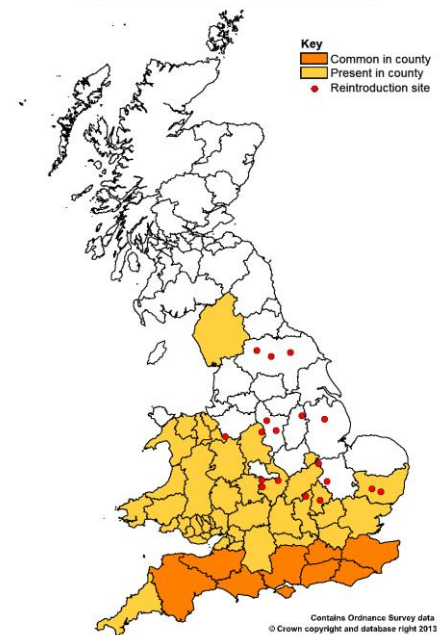 Key
Common in county
Present in county
Reintroduction site
Contains Ordnance Survey data
© Crown copyright and database right 2013